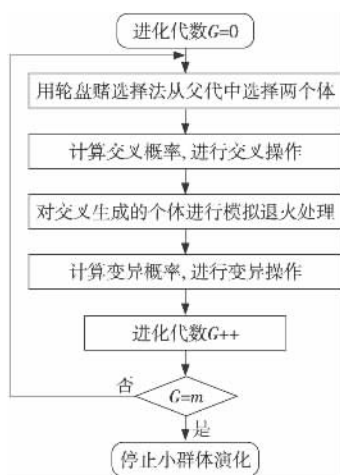 进化代数G=0
用轮盘赌选择法从父代中选择两个体
计算交叉概率,进行交叉操作
对交叉生成的个体进行模拟退火处理
计算变异概率,进行变异操作
进化代数G++
否
G=m
是
停止小群体演化